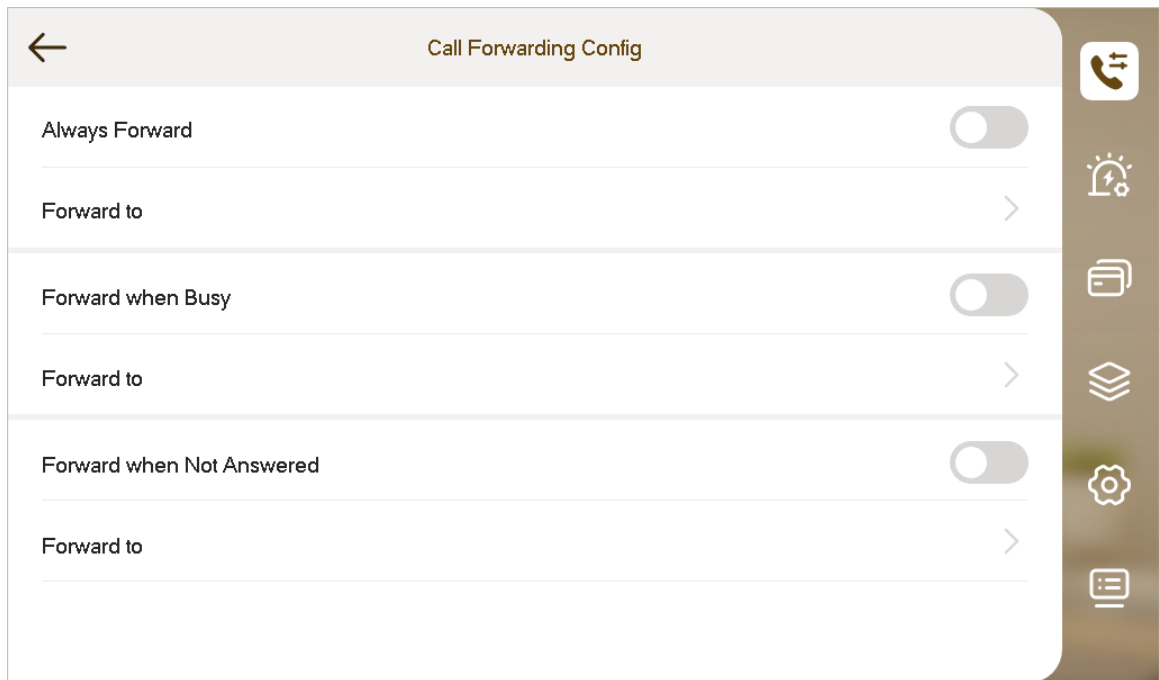 Call Forwarding Config
Always Forward
Forward to
Forward when Busy
Forward to
Forward when Not Answered
Forward to